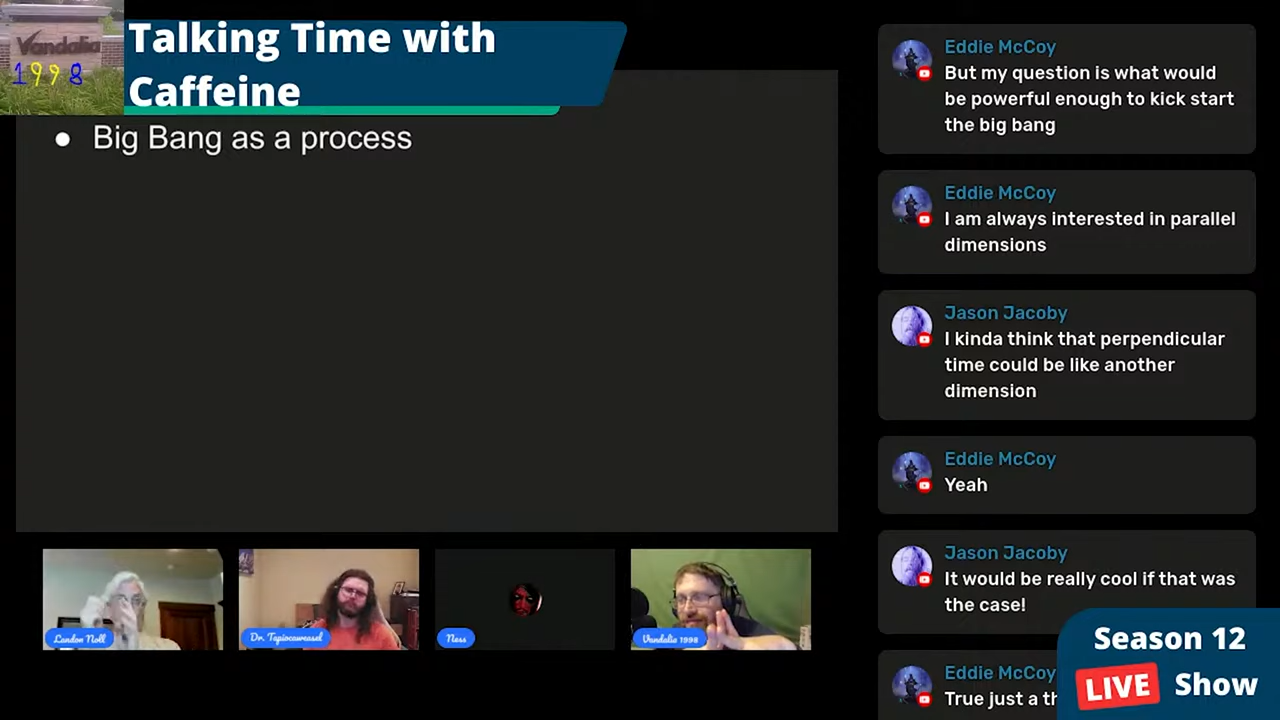 Vandalia
1998
Talking Time with
Caffeine
● Big Bang as a process
Landon Noll
Dr. Tapiocaweasel
Ness
Vandalia 1998
Eddie McCoy
But my question is what would
be powerful enough to kick start
the big bang
Eddie McCoy
I am always interested in parallel
dimensions
Jason Jacoby
I kinda think that perpendicular
time could be like another
dimension
Eddie McCoy
Yeah
Jason Jacoby
It would be really cool if that was
the case!
Eddie McCoy
True just a th
Season 12
LIVE Show